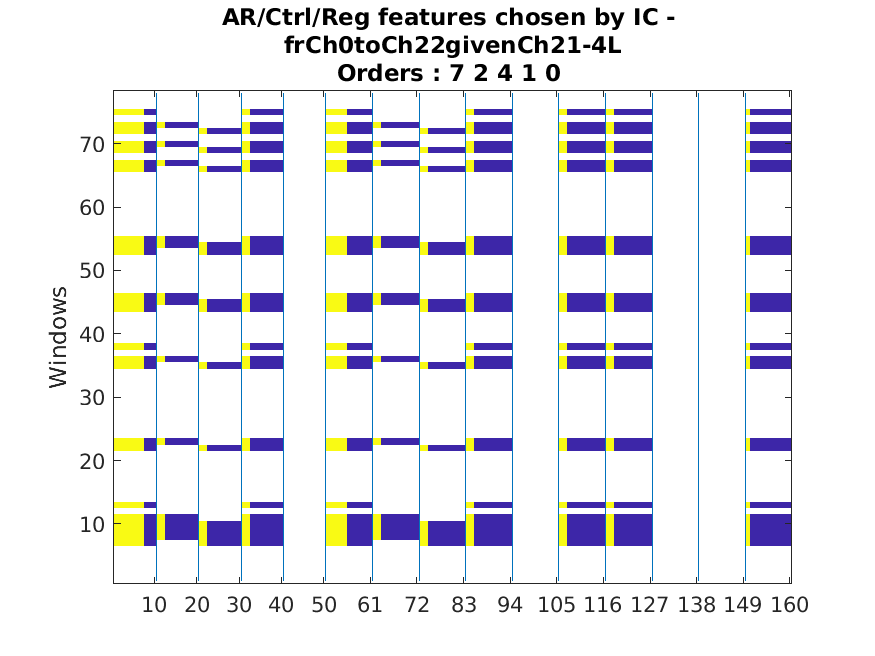 AR/Ctrl/Reg features chosen by IC -
frCh0toCh22givenCh21-4L
Orders : 7 2 4 1 0
70
60
50
40
30
20
10
Windows
10 20 30 40 50 61 72 83 94 105 116 127 138 149 160